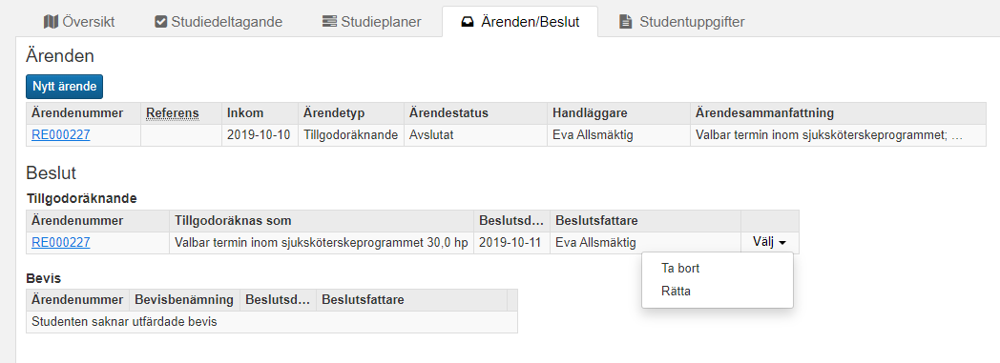 Översikt Studiedeltagande Studieplaner Ärenden/Beslut Studentuppgifter
Ärenden
Nytt ärende
Ärendenummer Referens Inkom Ärendetyp Ärendestatus Handläggare Ärendesammanfattning
RE000227 2019-10-10 Tillgodoräknande Avslutat Eva Allsmäktig Valbar termin inom sjuksköterskeprogrammet; ...
Beslut
Tillgodoräknande
Ärendenummer Tillgodoräknas som Beslutsd... Beslutsfattare
RE000227 Valbar termin inom sjuksköterskeprogrammet 30,0 hp 2019-10-11 Eva Allsmäktig Välj
Ta bort
Rätta
Bevis
Ärendenummer Bevisbenämning Beslutsd... Beslutsfattare
Studenten saknar utfärdade bevis